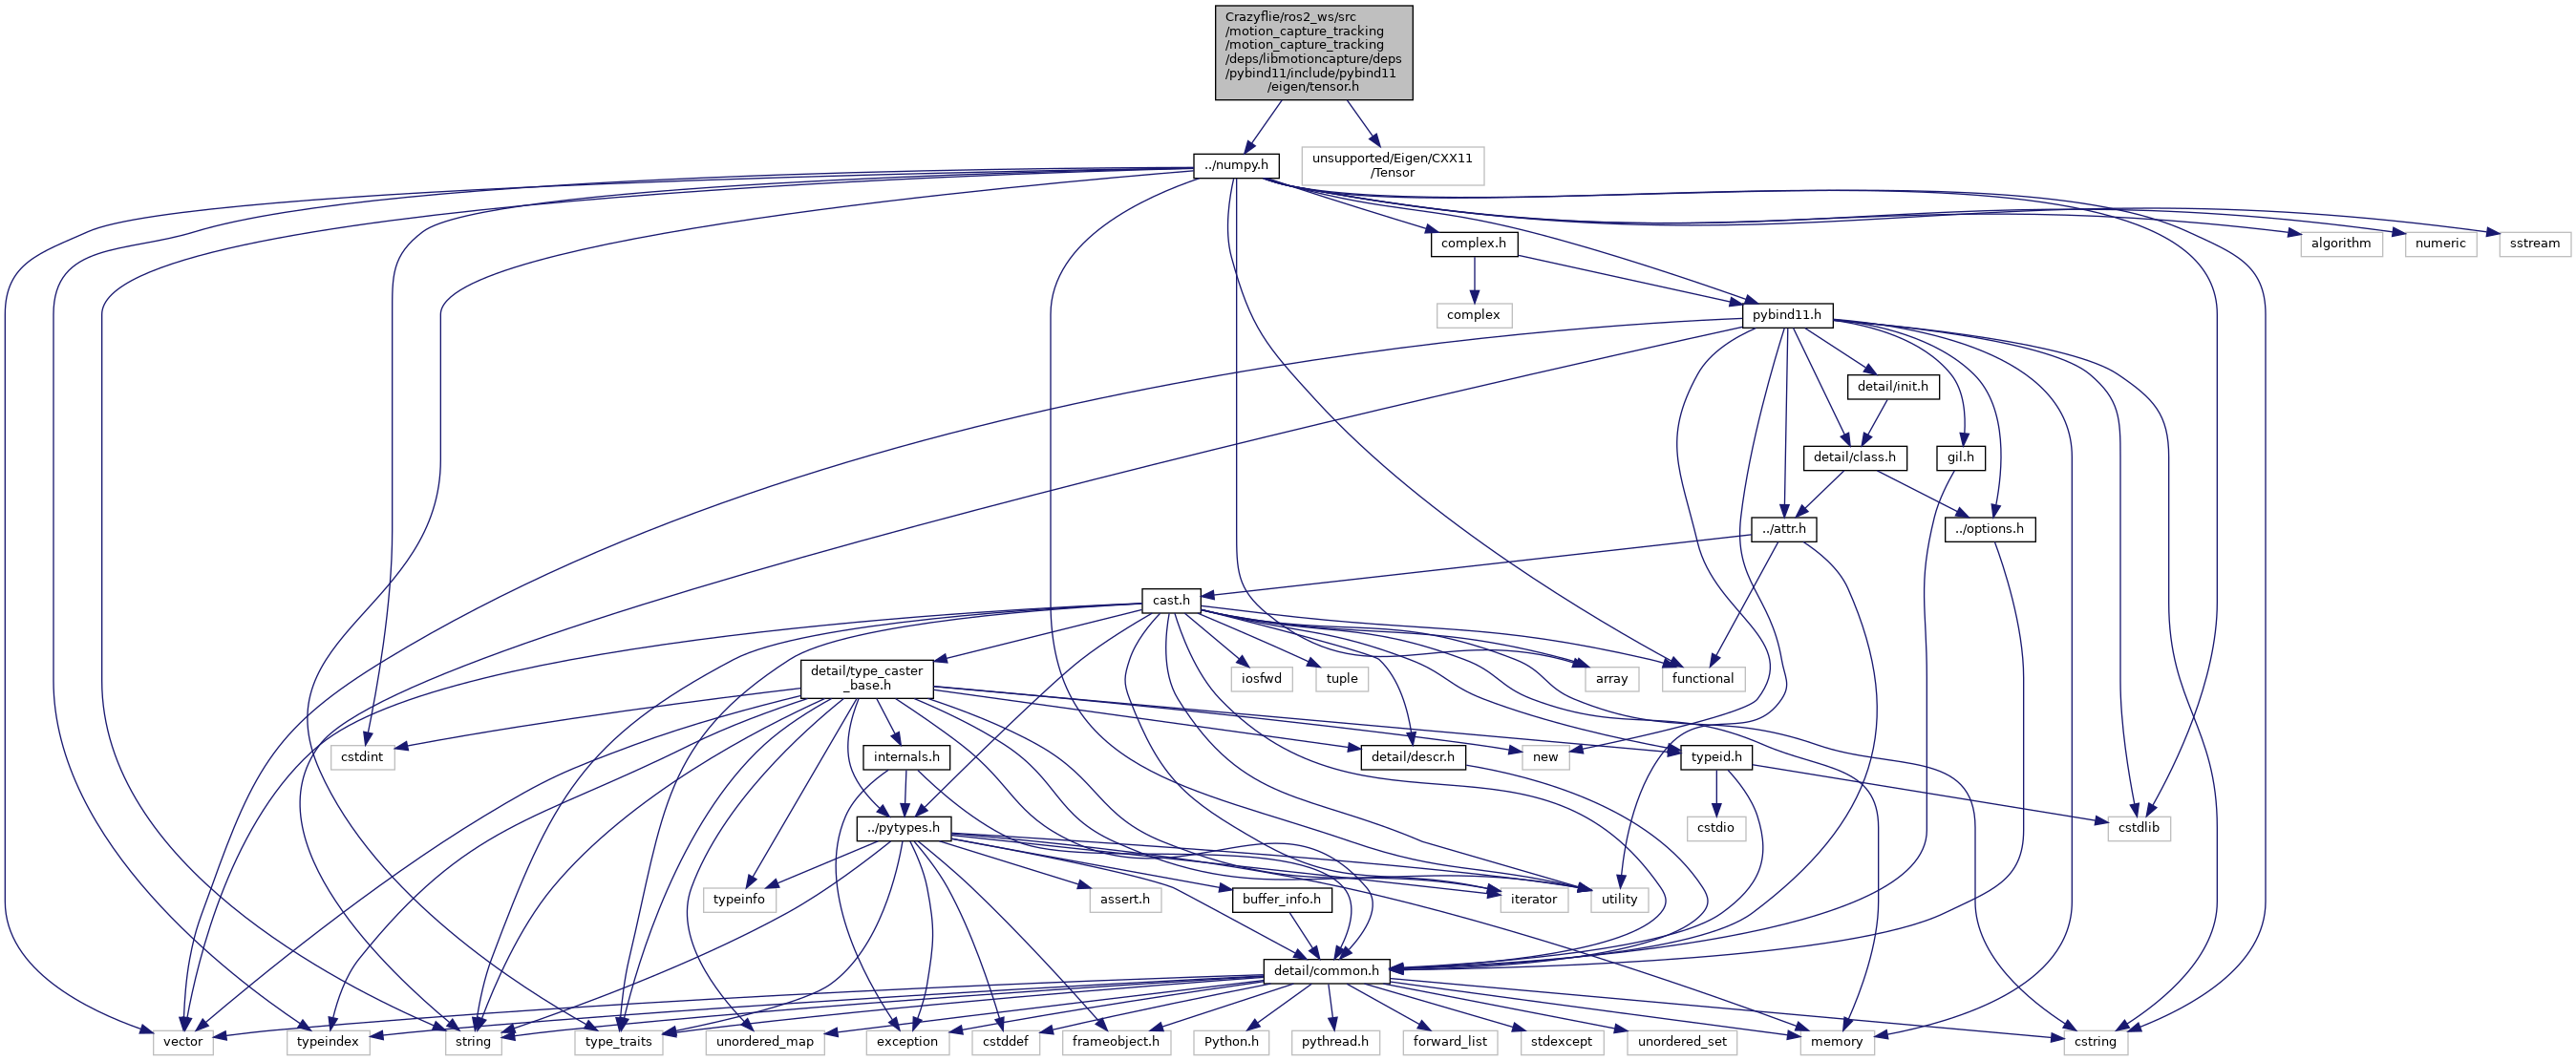 Crazyflie/ros2_ws/src
/motion_capture_tracking
/motion_capture_tracking
/deps/libmotioncapture/deps
/pybind11/include/pybind11
/eigen/tensor.h
../numpy.h
unsupported/Eigen/CXX11
/Tensor
complex.h
algorithm
numeric
sstream
complex
pybind11.h
detail/init.h
detail/class.h
gil.h
../attr.h
../options.h
cast.h
detail/type_caster
_base.h
iosfwd
tuple
array
functional
cstdint
internals.h
detail/descr.h
new
typeid.h
../pytypes.h
cstdio
cstdlib
typeinfo
assert.h
buffer_info.h
iterator
utility
detail/common.h
vector
typeindex
string
type_traits
unordered_map
exception
cstddef
frameobject.h
Python.h
pythread.h
forward_list
stdexcept
unordered_set
memory
cstring